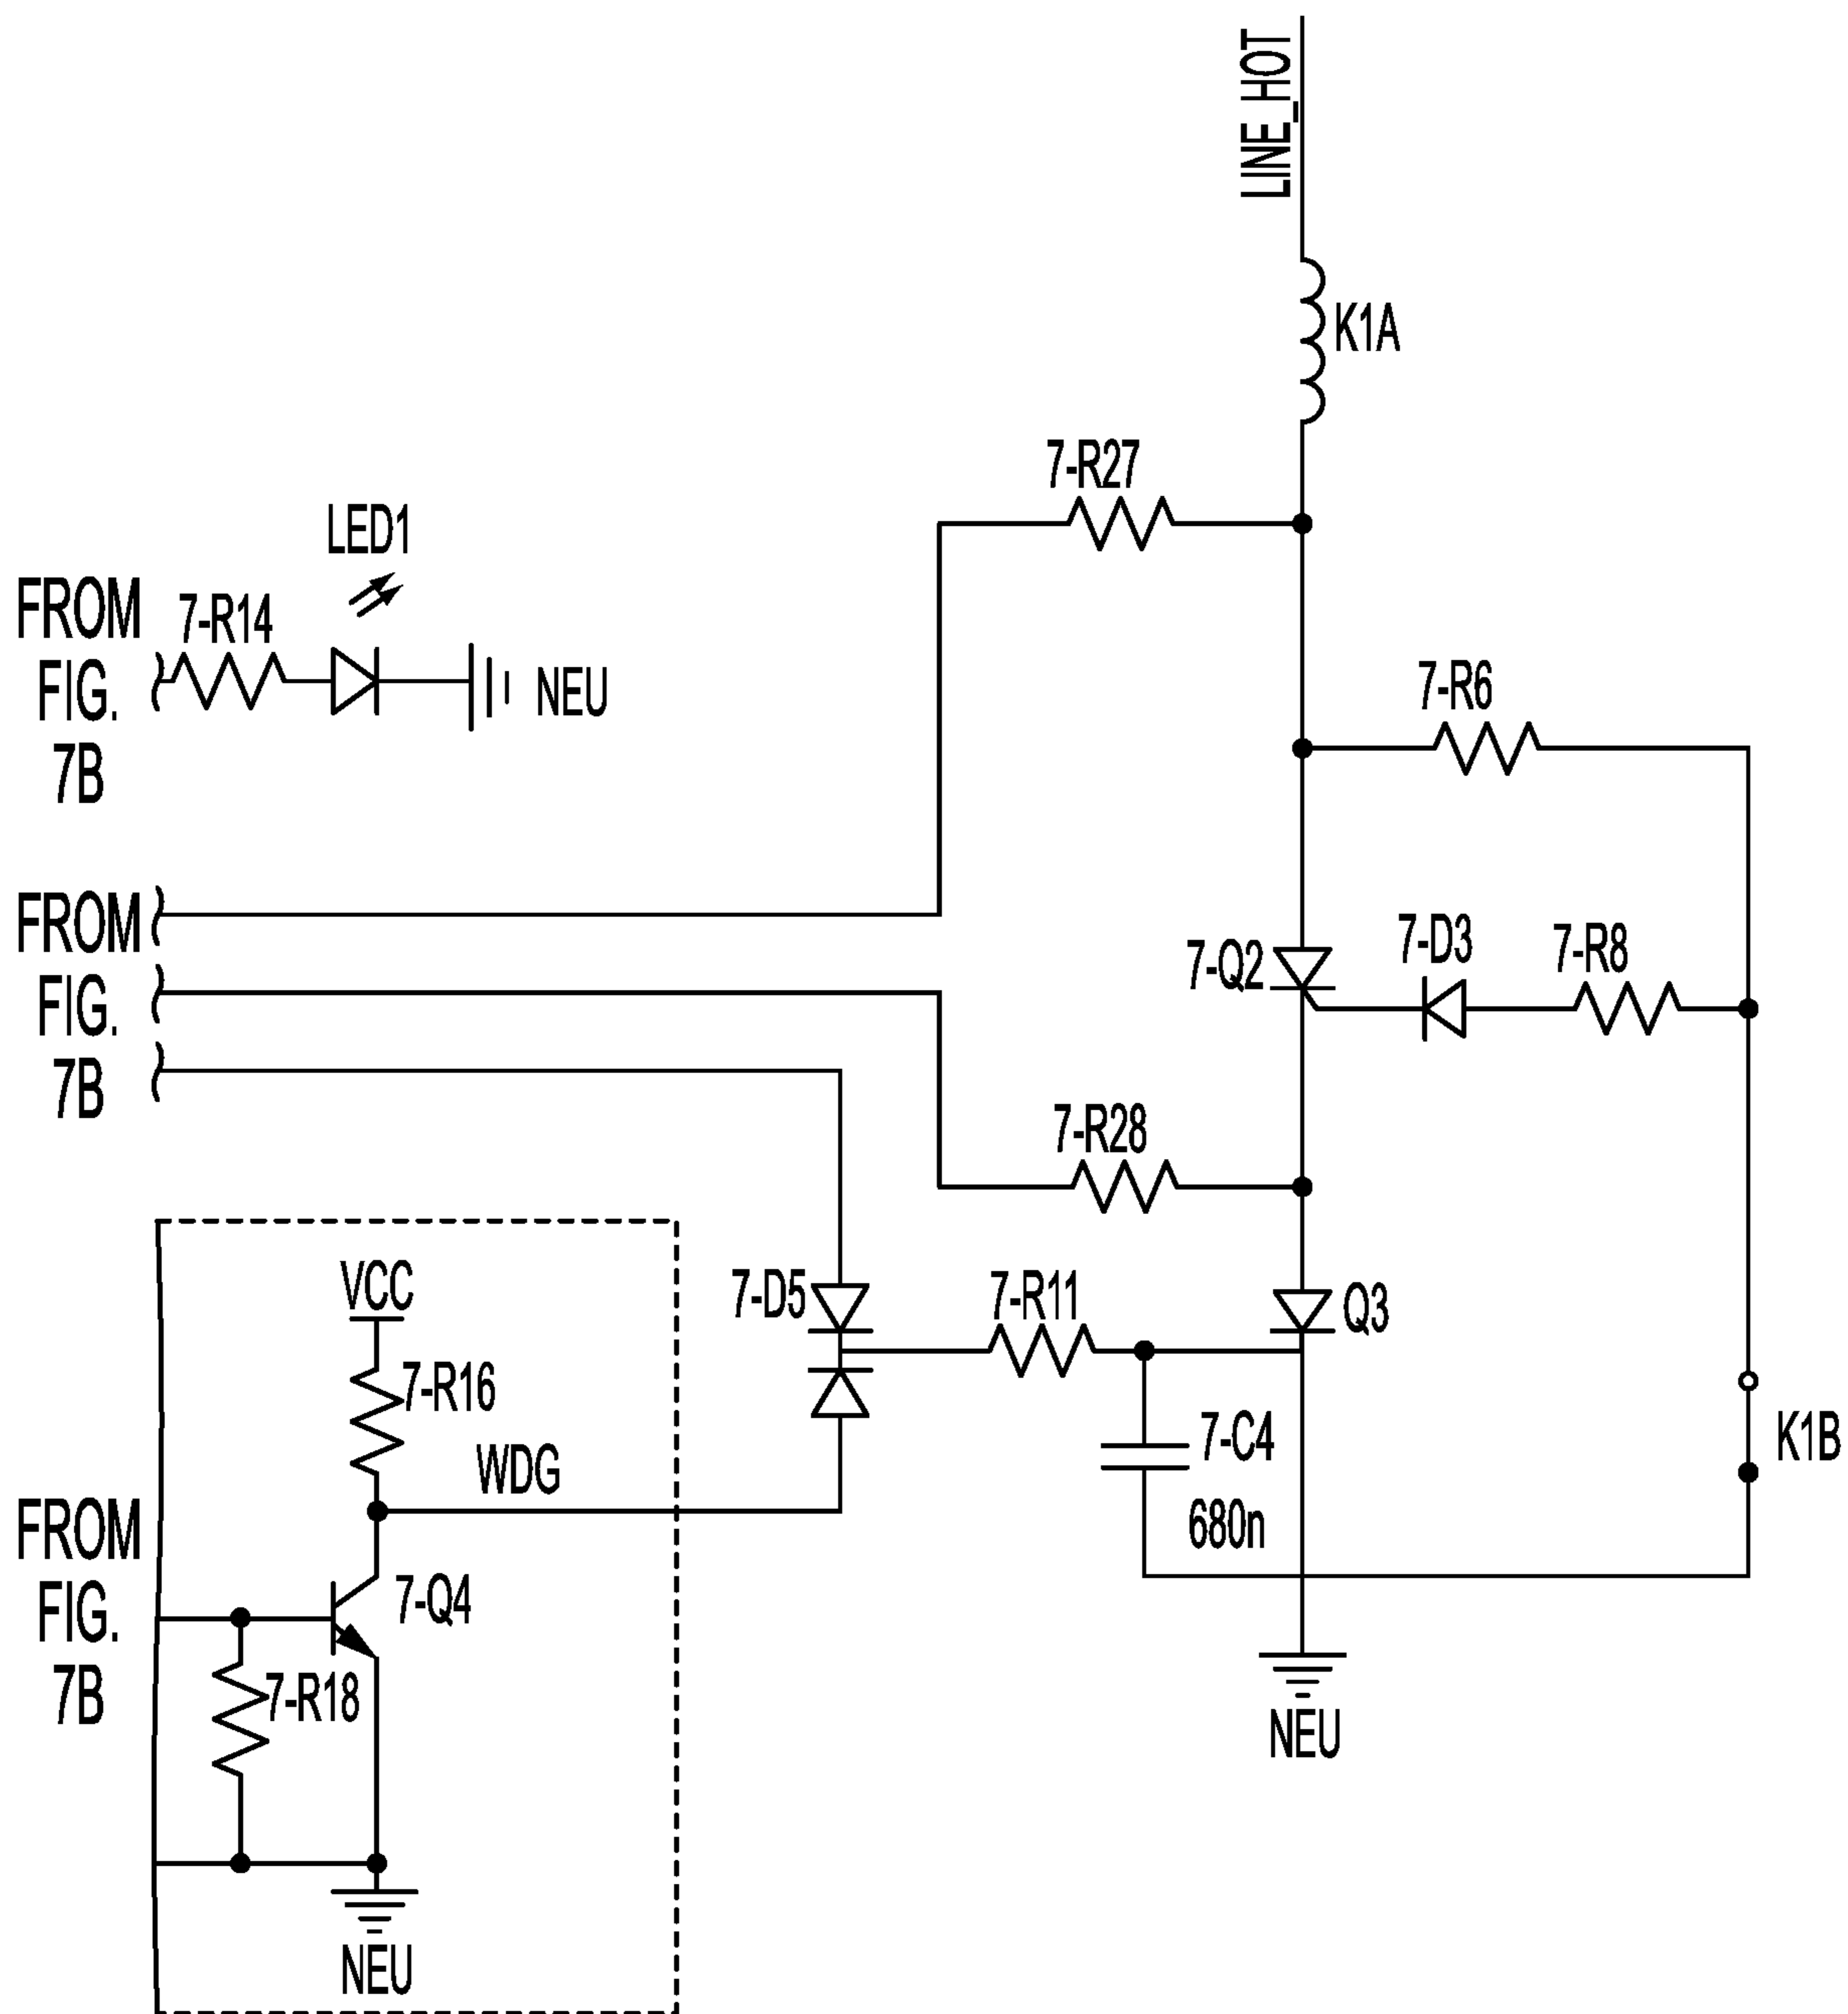 LINE_HOT
K1A
7-R27
LED1
FROM
FIG.
7B
7-R14
NEU
7-R6
FROM
FIG.
7B
7-Q2
7-D3
7-R8
7-R28
VCC
7-D5
7-R11
Q3
7-R16
WDG
7-C4
680n
K1B
FROM
FIG.
7B
7-Q4
7-R18
NEU
NEU